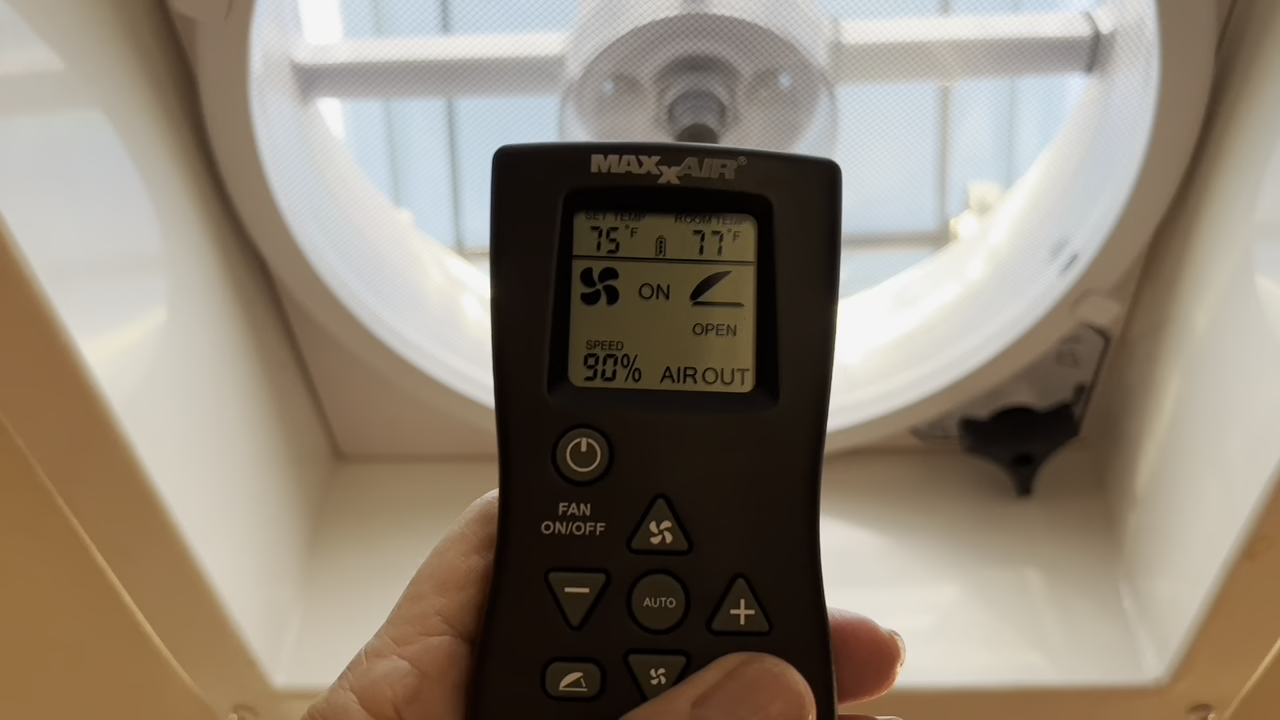 MAXXAIR®
SET TEMP ROOM TEMP
75°F 77°F
ON
OPEN
SPEED
90% AIR OUT
FAN
ON/OFF
AUTO